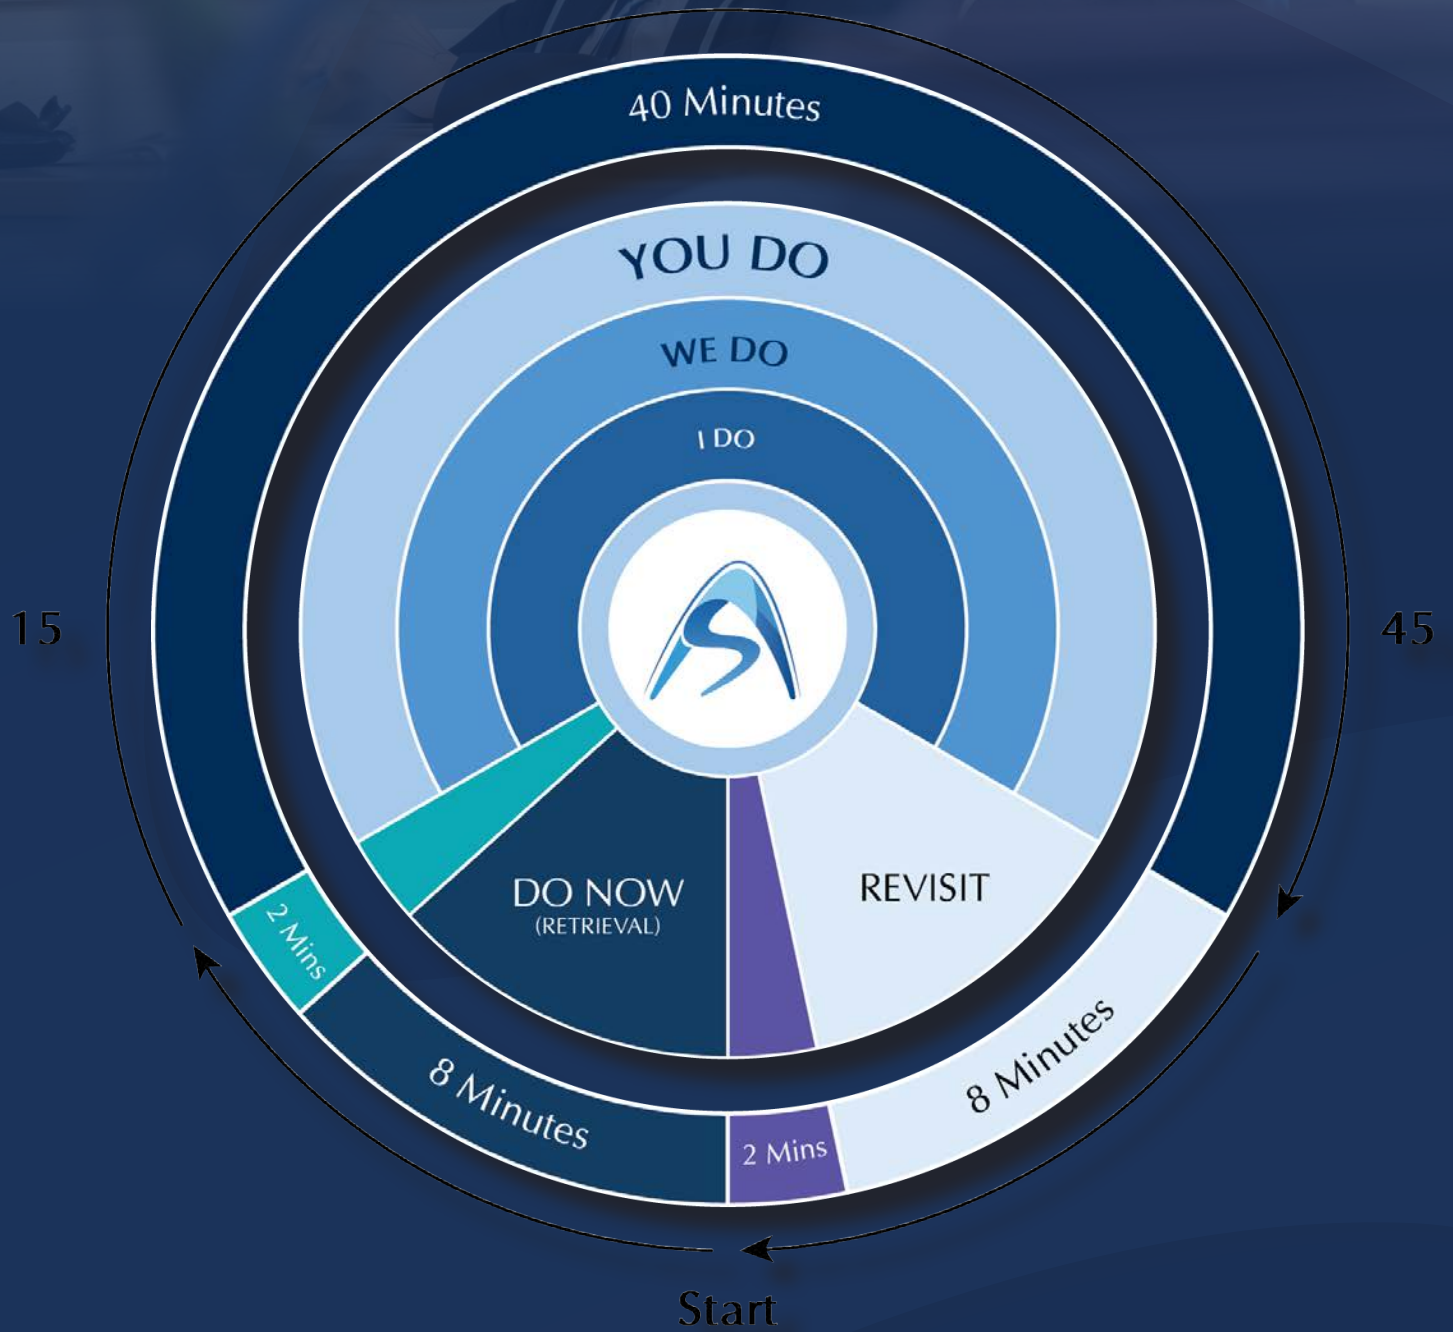 40 Minutes
YOU DO
WE DO
I DO
15
45
DO NOW
(RETRIEVAL)
REVISIT
2 Mins
8 Minutes
2 Mins
8 Minutes
Start